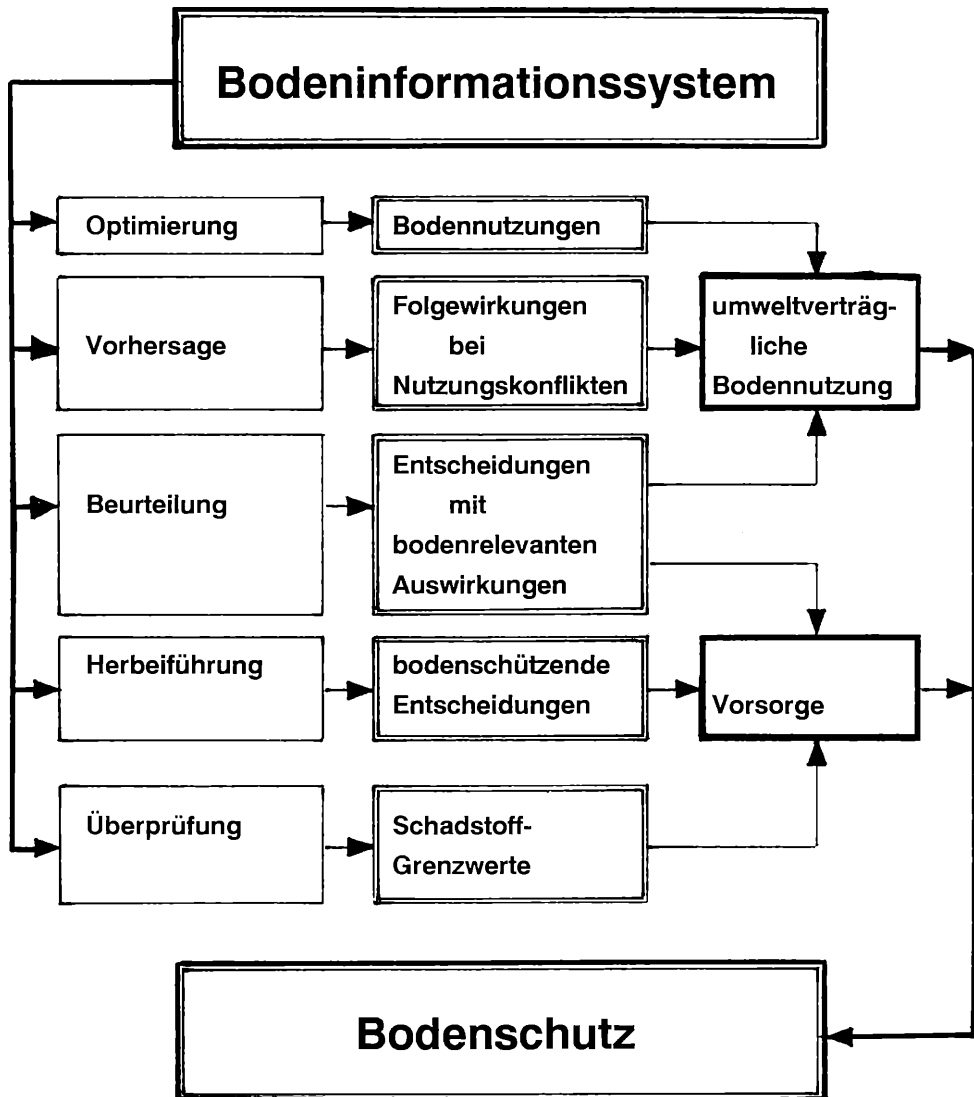 Bodeninformationssystem
Optimierung
Bodennutzungen
Vorhersage
Folgewirkungen
bei
Nutzungskonflikten
umweltverträg-
liche
Bodennutzung
Beurteilung
Entscheidungen
mit
bodenrelevanten
Auswirkungen
Herbeiführung
bodenschützende
Entscheidungen
Vorsorge
Überprüfung
Schadstoff-
Grenzwerte
Bodenschutz